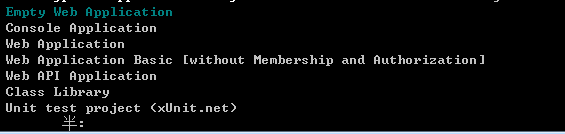 Empty Web Application
Console Application
Web Application
Web Application Basic [without Membership and Authorization]
Web API Application
Class Library
Unit test project (xUnit.net)
半: